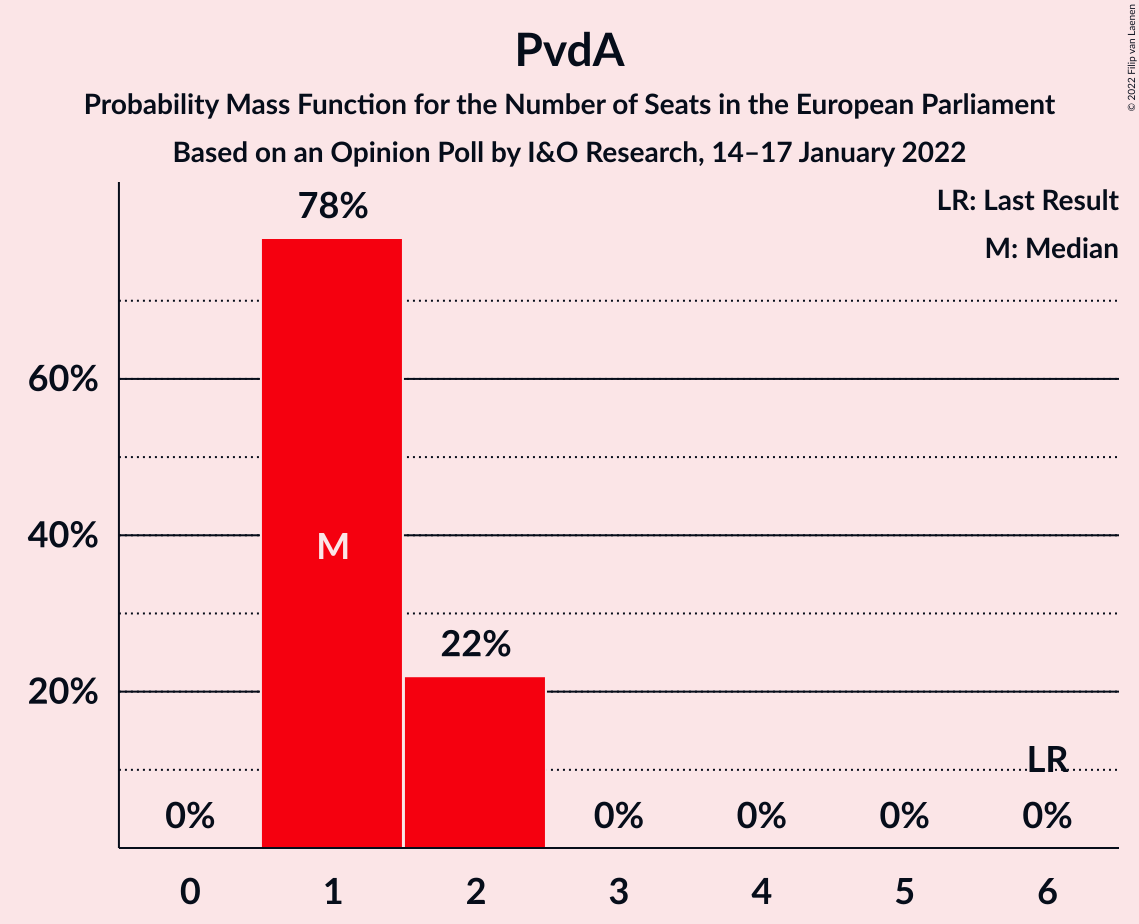 PvdA
Probability Mass Function for the Number of Seats in the European Parliament
Based on an Opinion Poll by I&O Research, 14–17 January 2022
© 2022 Filip van Laenen
LR: Last Result
M: Median
78%
60%
40%
M
22%
20%
LR
0%
0%
0%
0%
0%
0
1
2
3
4
5
6